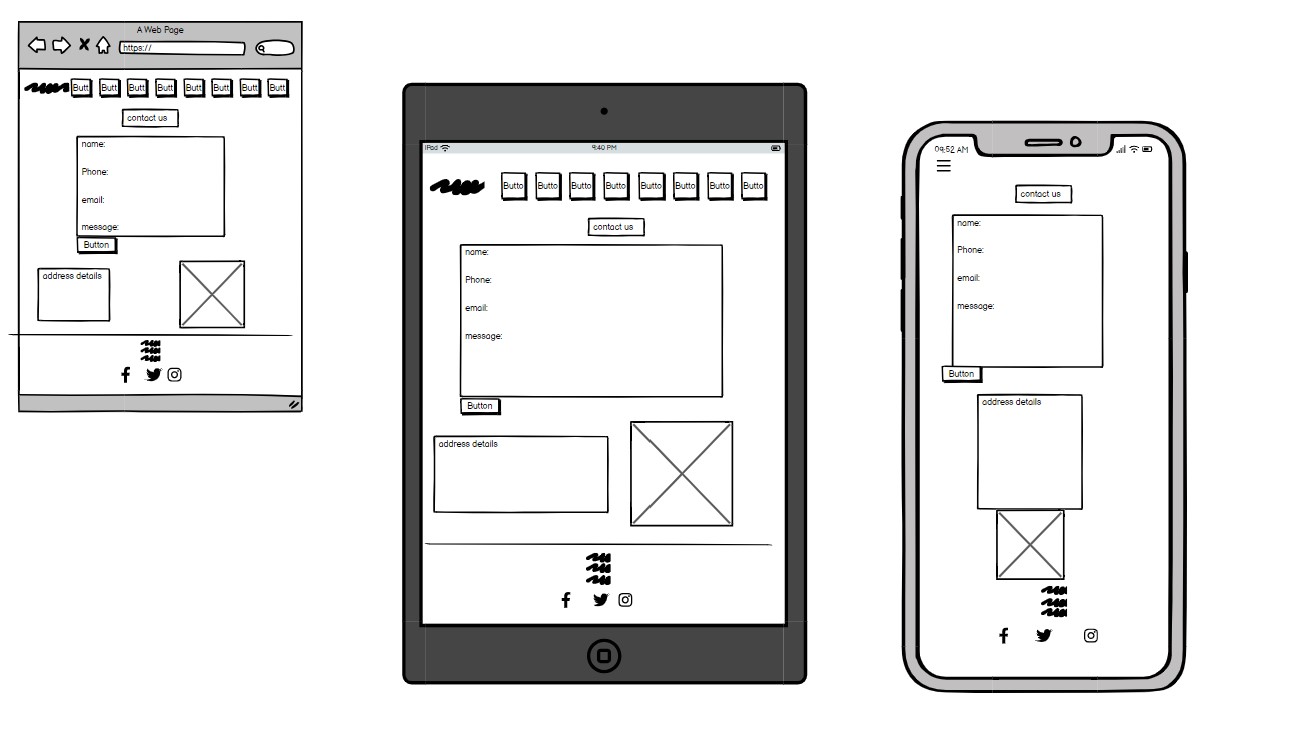 A Web Page
https://
Butt Butt Butt Butt Butt Butt Butt Butt
contact us
name:
Phone:
email:
message:
Button
address details
iPad 9:40 PM
Butto Butto Butto Butto Butto Butto Butto Butto
contact us
name:
Phone:
email:
message:
Button
address details
09:52 AM
contact us
name:
Phone:
email:
message:
Button
address details